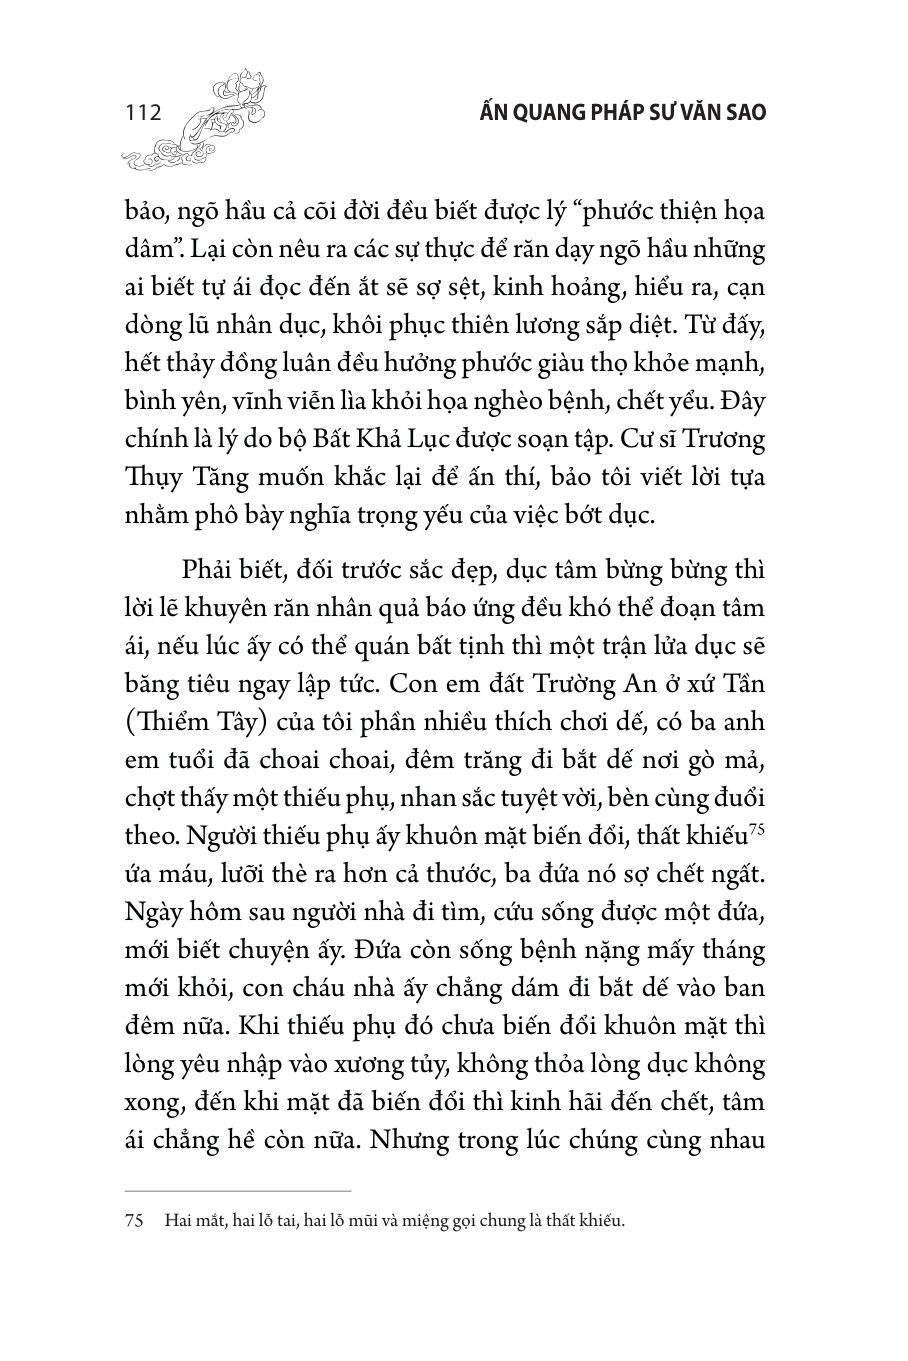 112
ẤN QUANG PHÁP SƯ VĂN SAO
bảo, ngõ hầu cả cõi đời đều biết được lý “phước thiện họa
dâm”. Lại còn nêu ra các sự thực để răn dạy ngõ hầu những
ai biết tự ái đọc đến ắt sẽ sợ sệt, kinh hoảng, hiểu ra, cạn
dòng lũ nhân dục, khôi phục thiên lương sắp diệt. Từ đấy,
hết thảy đồng luân đều hưởng phước giàu thọ khỏe mạnh,
bình yên, vĩnh viễn lìa khỏi họa nghèo bệnh, chết yểu. Đây
chính là lý do bộ Bất Khả Lục được soạn tập. Cư sĩ Trương
Thụy Tăng muốn khắc lại để ấn thí, bảo tôi viết lời tựa
nhằm phô bày nghĩa trọng yếu của việc bớt dục.
Phải biết, đối trước sắc đẹp, dục tâm bừng bừng thì
lời lẽ khuyên răn nhân quả báo ứng đều khó thể đoạn tâm
ái, nếu lúc ấy có thể quán bất tịnh thì một trận lửa dục sẽ
băng tiêu ngay lập tức. Con em đất Trường An ở xứ Tần
(Thiểm Tây) của tôi phần nhiều thích chơi dế, có ba anh
em tuổi đã choai choai, đêm trăng đi bắt dế nơi gò mả,
chợt thấy một thiếu phụ, nhan sắc tuyệt vời, bèn cùng đuổi
theo. Người thiếu phụ ấy khuôn mặt biến đổi, thất khiếu75
ứa máu, lưỡi thè ra hơn cả thước, ba đứa nó sợ chết ngất.
Ngày hôm sau người nhà đi tìm, cứu sống được một đứa,
mới biết chuyện ấy. Đứa còn sống bệnh nặng mấy tháng
mới khỏi, con cháu nhà ấy chẳng dám đi bắt dế vào ban
đêm nữa. Khi thiếu phụ đó chưa biến đổi khuôn mặt thì
lòng yêu nhập vào xương tủy, không thỏa lòng dục không
xong, đến khi mặt đã biến đổi thì kinh hãi đến chết, tâm
ái chẳng hề còn nữa. Nhưng trong lúc chúng cùng nhau
75 Hai mắt, hai lỗ tai, hai lỗ mũi và miệng gọi chung là thất khiếu.